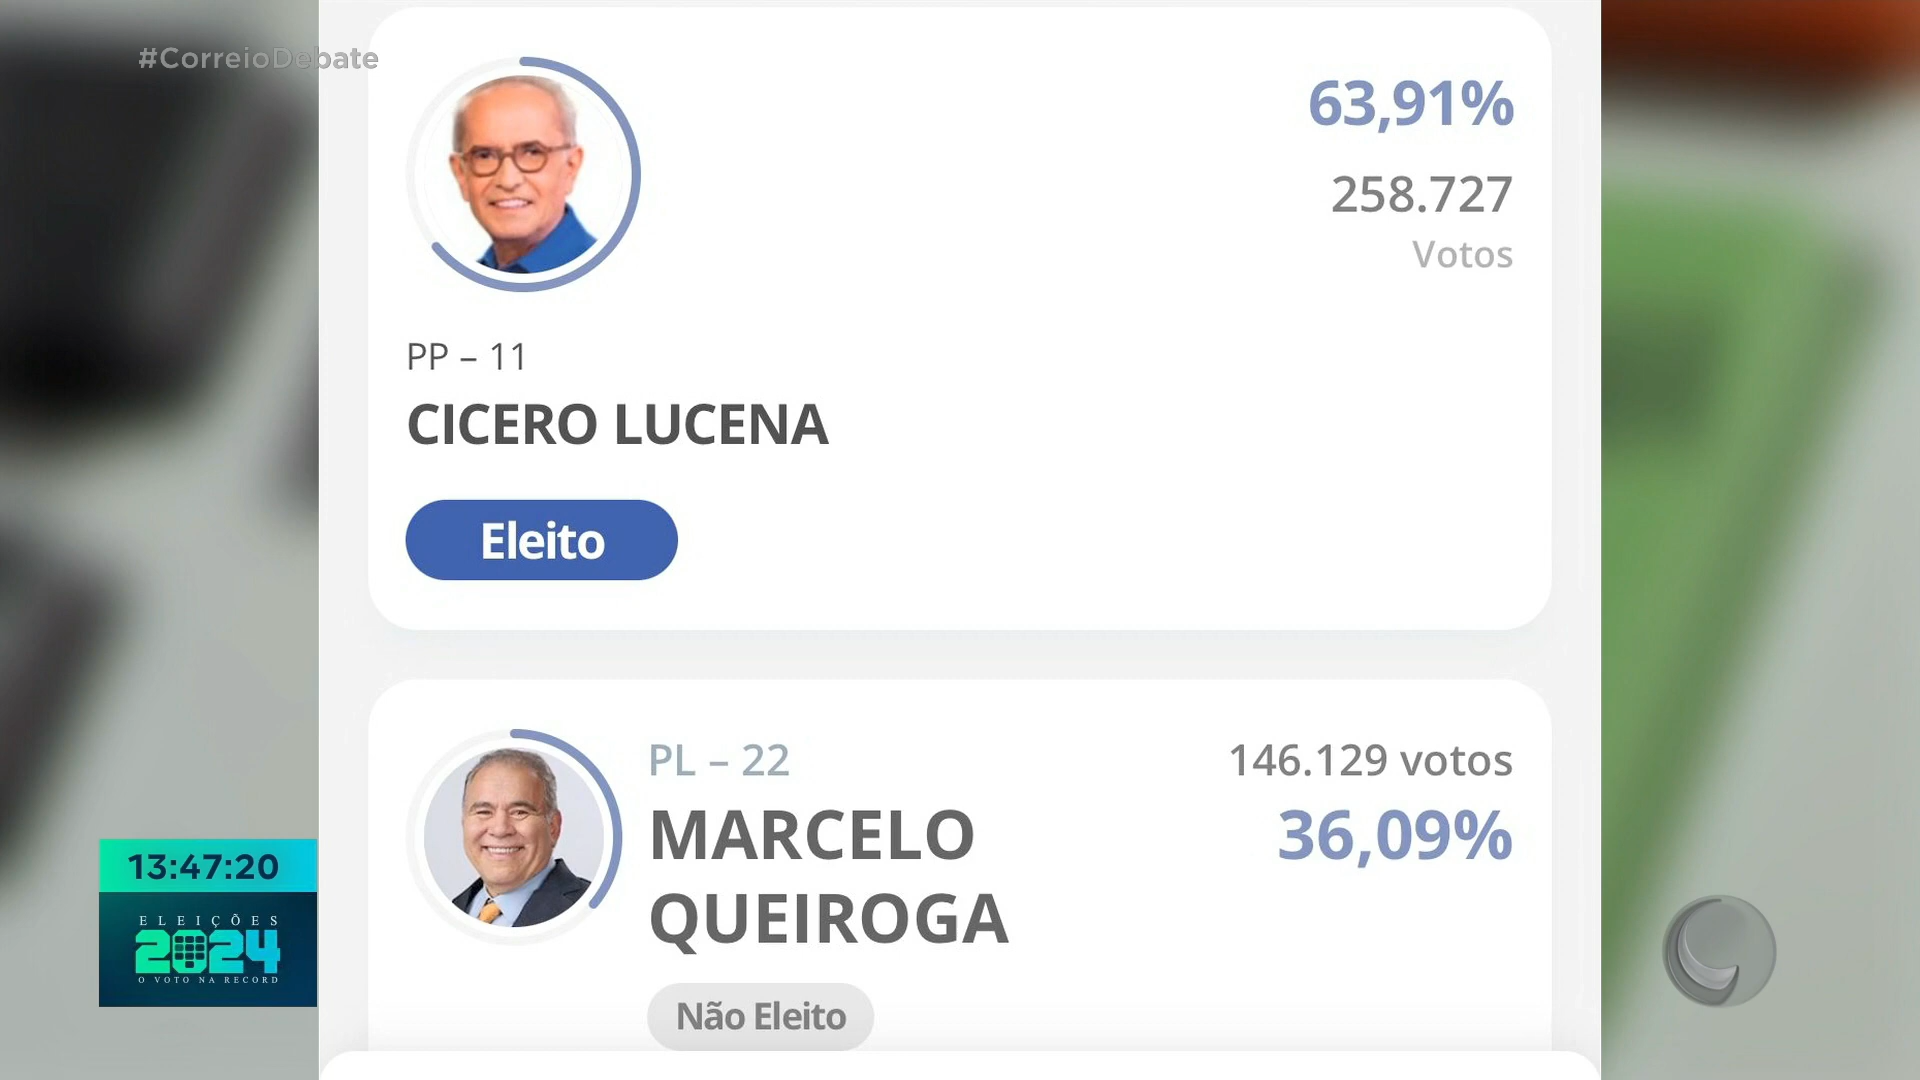 #CorreioDebate
63,91%
258.727
Votos
PP – 11
CICERO LUCENA
Eleito
PL – 22
146.129 votos
MARCELO
36,09%
QUEIROGA
Não Eleito
13:47:20
ELEIÇÕES
2024
O VOTO NA RECORD